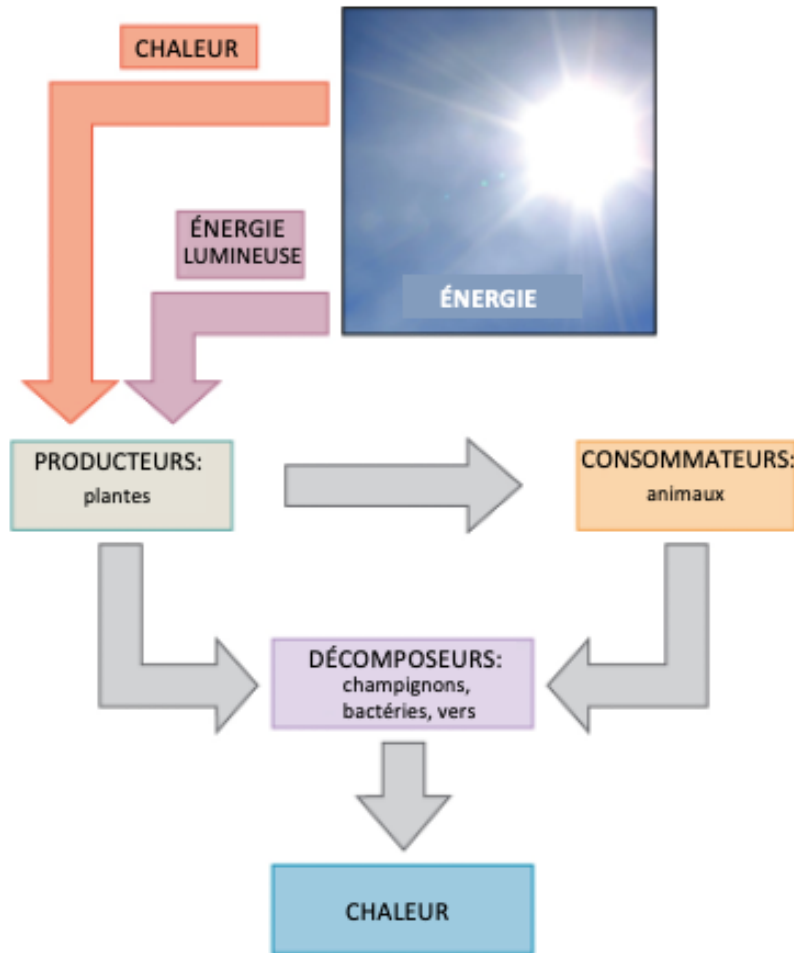 CHALEUR
ÉNERGIE
LUMINEUSE
ÉNERGIE
PRODUCTEURS:
plantes
CONSOMMATEURS:
animaux
DÉCOMPOSEURS:
champignons,
bactéries, vers
CHALEUR